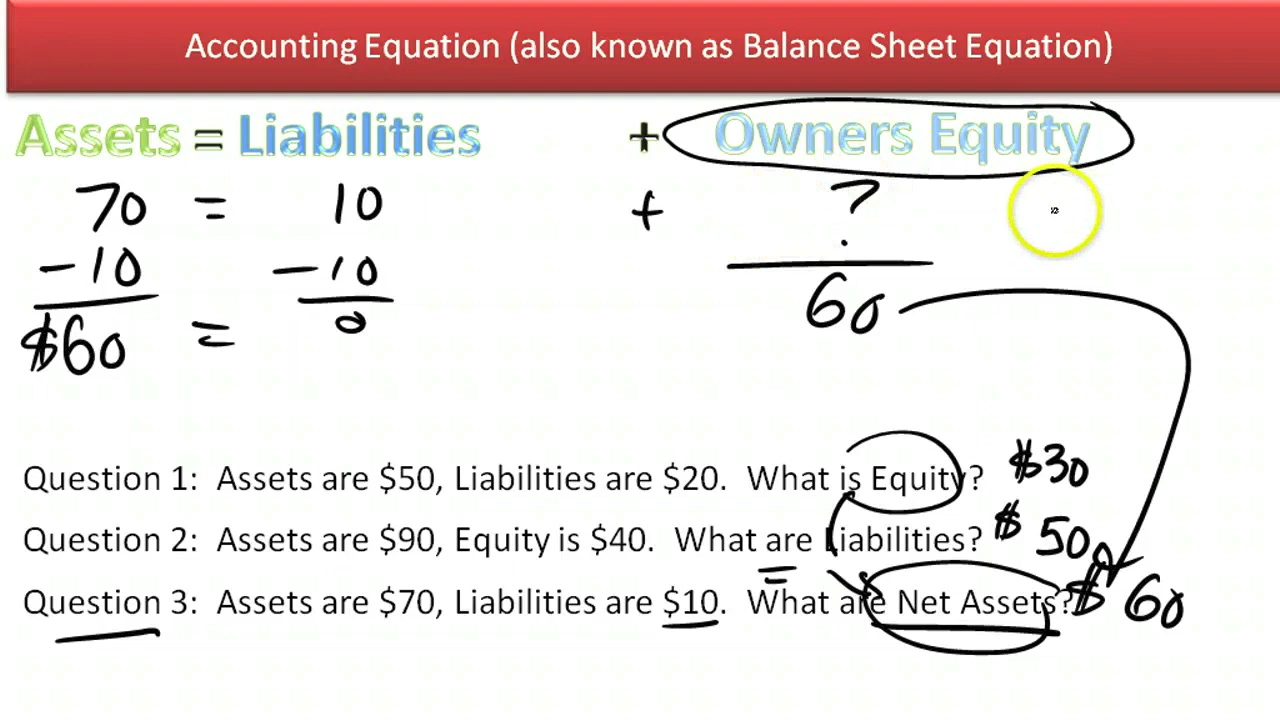 Accounting Equation (also known as Balance Sheet Equation)
Assets = Liabilities + Owners Equity
70 = 10 + ?
-10 -10
$60 = 0 60
Question 1: Assets are $50, Liabilities are $20. What is Equity? $30
Question 2: Assets are $90, Equity is $40. What are Liabilities? $50
Question 3: Assets are $70, Liabilities are $10. What are Net Assets? $60